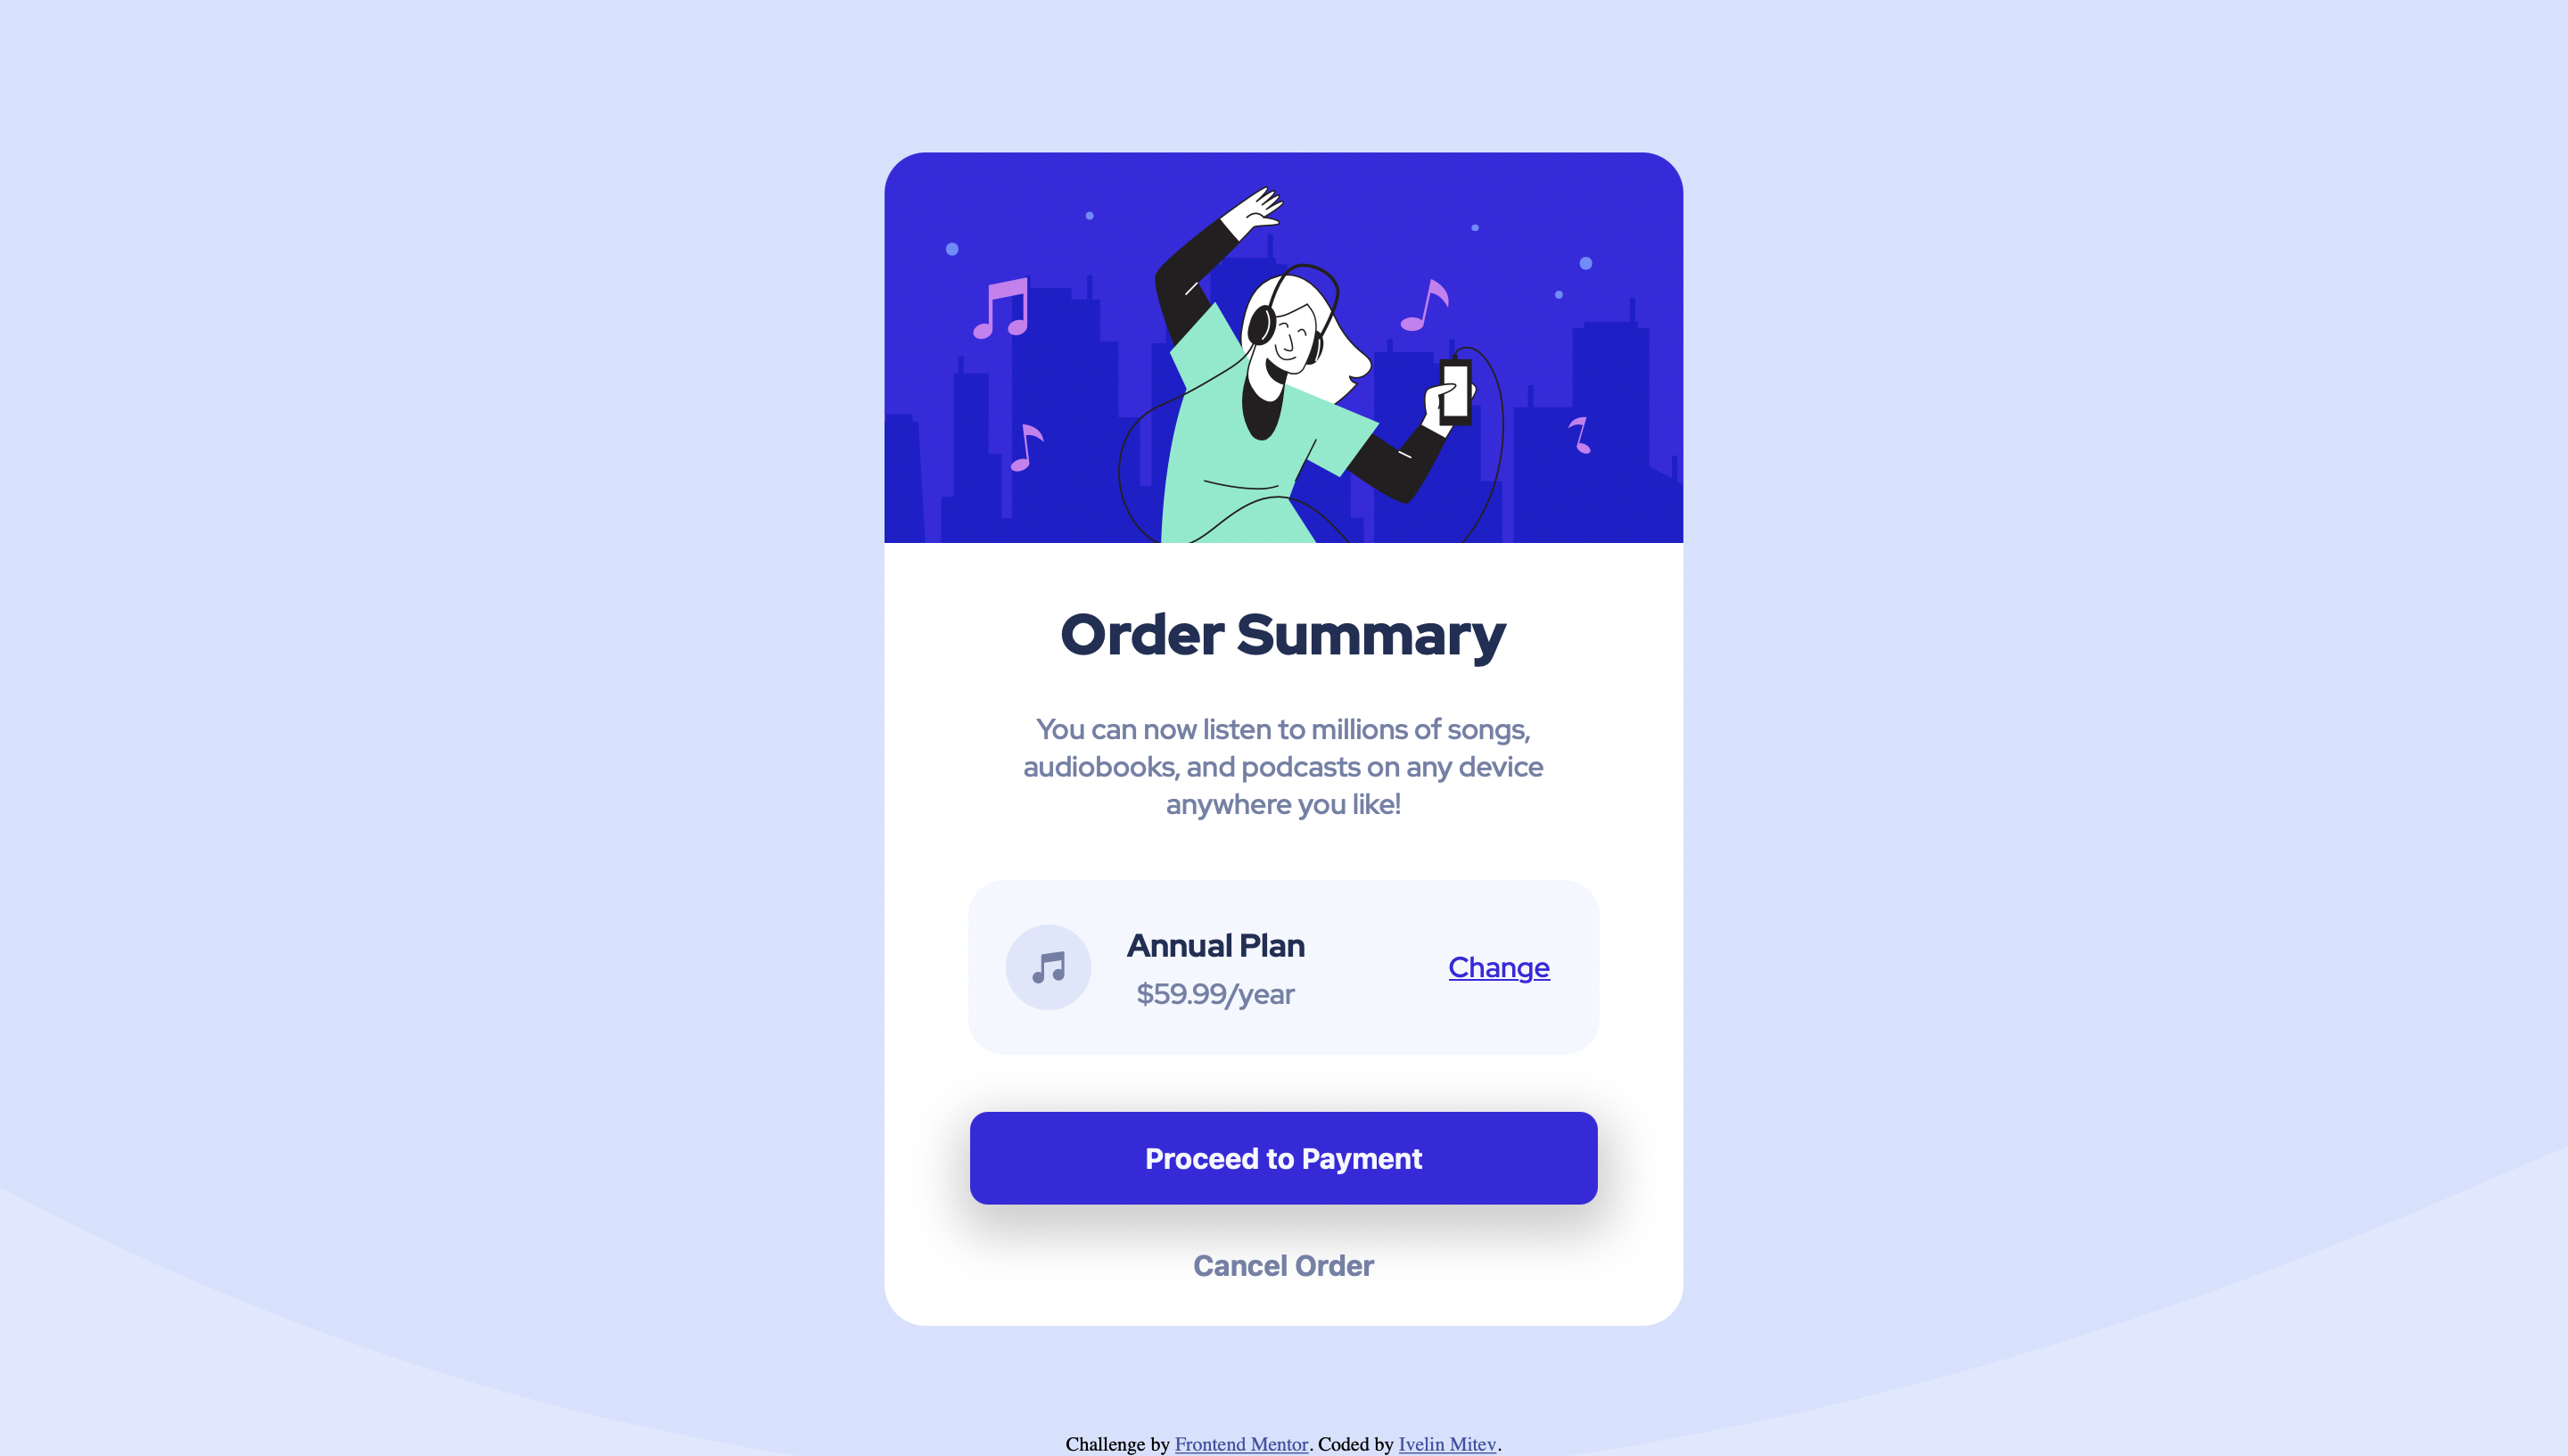 Order Summary
You can now listen to millions of songs,
audiobooks, and podcasts on any device
anywhere you like!
Annual Plan
$59.99/year
Change
Proceed to Payment
Cancel Order
Challenge by Frontend Mentor. Coded by Ivelin Mitev.